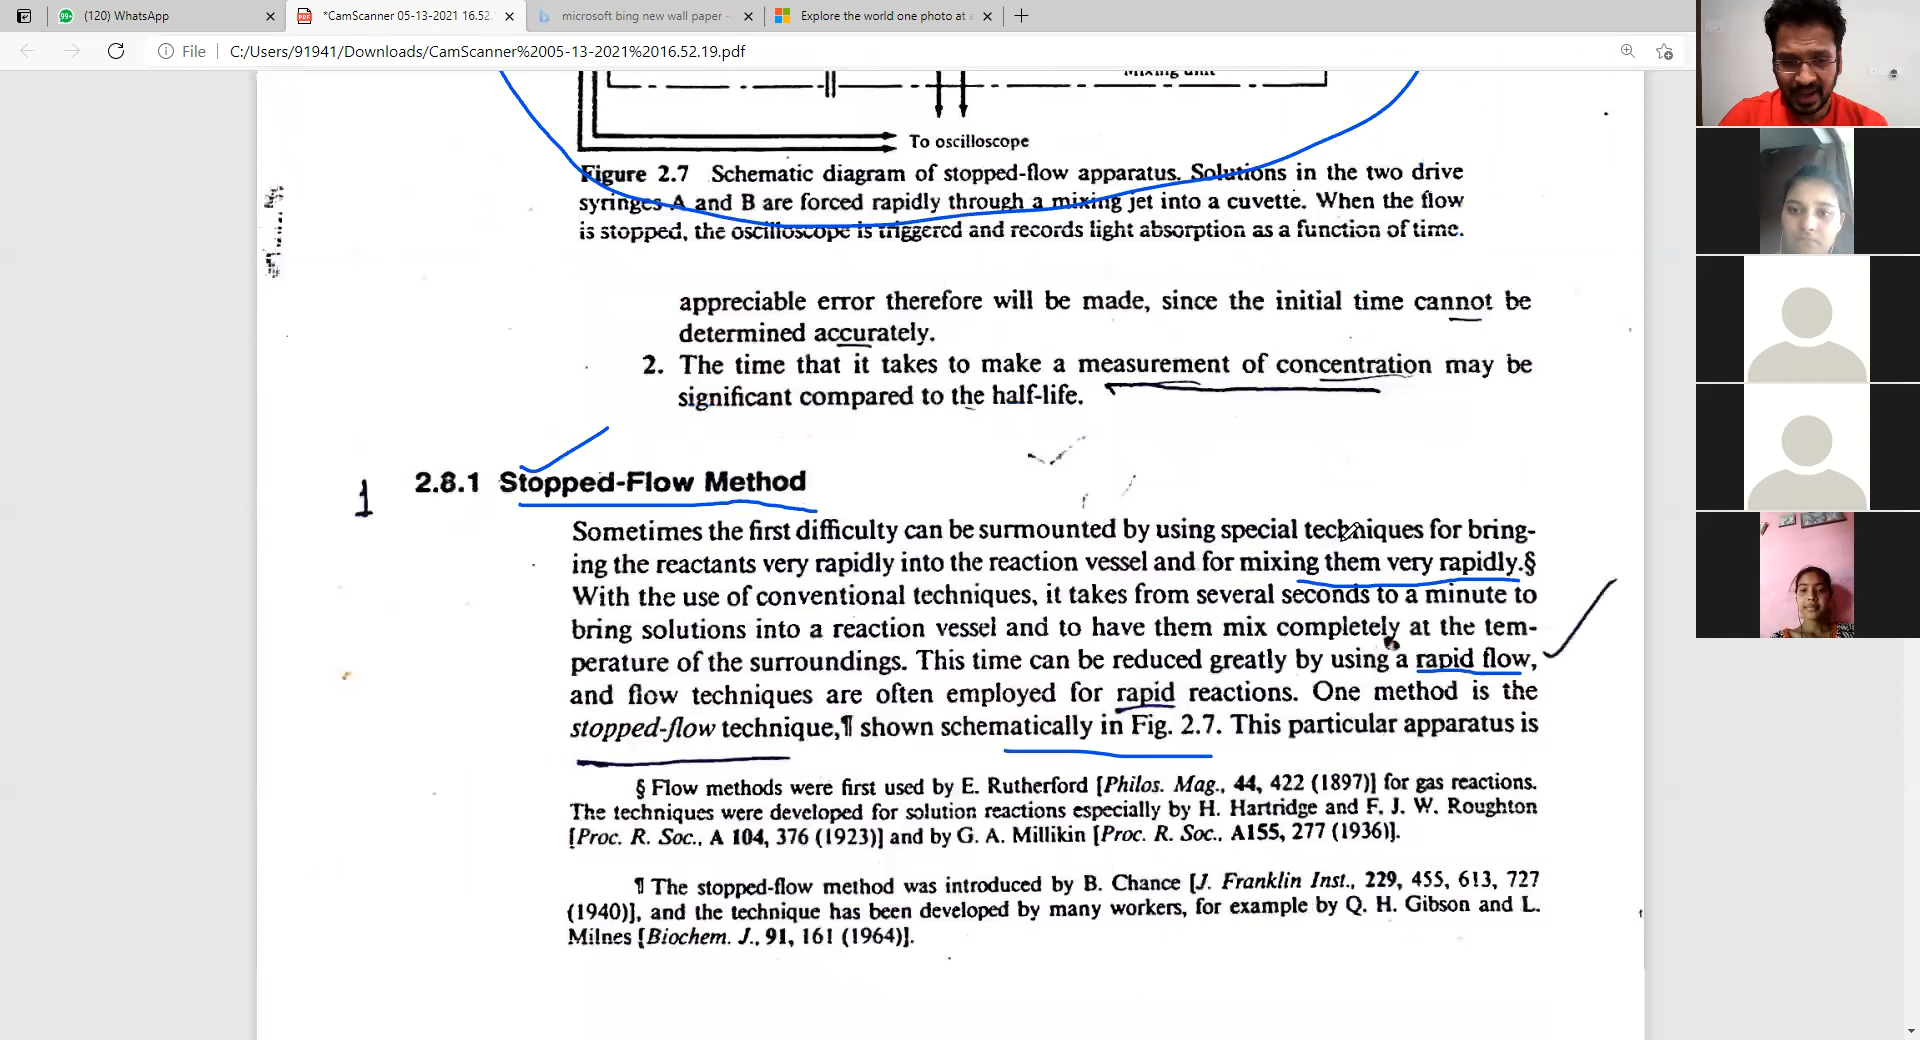 99+ (120) WhatsApp
*CamScanner 05-13-2021 16.52
microsoft bing new wall paper -
Explore the world one photo at a
File C:/Users/91941/Downloads/CamScanner%2005-13-2021%2016.52.19.pdf
Mixing unit
To oscilloscope
Figure 2.7 Schematic diagram of stopped-flow apparatus. Solutions in the two drive
syringes A and B are forced rapidly through a mixing jet into a cuvette. When the flow
is stopped, the oscilloscope is triggered and records light absorption as a function of time.
appreciable error therefore will be made, since the initial time cannot be
determined accurately.
2. The time that it takes to make a measurement of concentration may be
significant compared to the half-life.
1
2.8.1 Stopped-Flow Method
Sometimes the first difficulty can be surmounted by using special techniques for bring-
ing the reactants very rapidly into the reaction vessel and for mixing them very rapidly.§
With the use of conventional techniques, it takes from several seconds to a minute to
bring solutions into a reaction vessel and to have them mix completely at the tem-
perature of the surroundings. This time can be reduced greatly by using a rapid flow,
and flow techniques are often employed for rapid reactions. One method is the
stopped-flow technique,¶ shown schematically in Fig. 2.7. This particular apparatus is
§ Flow methods were first used by E. Rutherford [Philos. Mag., 44, 422 (1897)] for gas reactions.
The techniques were developed for solution reactions especially by H. Hartridge and F. J. W. Roughton
[Proc. R. Soc., A 104, 376 (1923)] and by G. A. Millikin [Proc. R. Soc., A155, 277 (1936)].
¶ The stopped-flow method was introduced by B. Chance [J. Franklin Inst., 229, 455, 613, 727
(1940)], and the technique has been developed by many workers, for example by Q. H. Gibson and L.
Milnes [Biochem. J., 91, 161 (1964)].